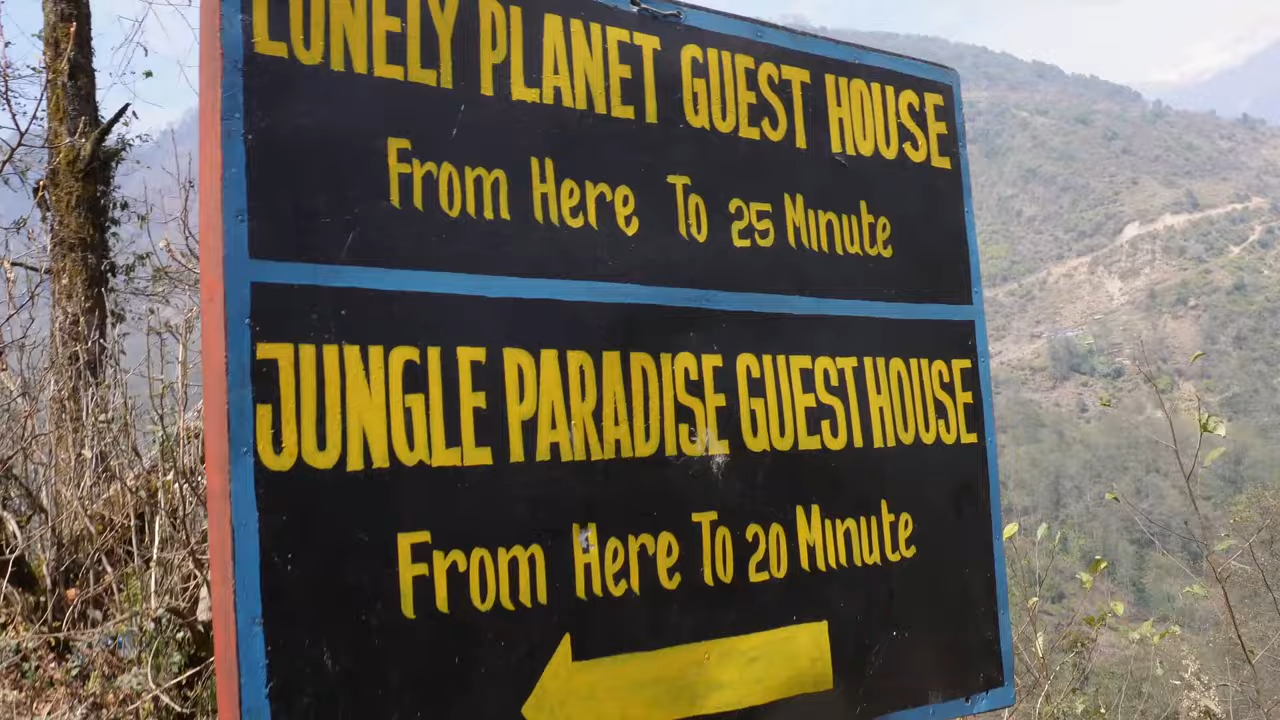 LONELY PLANET GUEST HOUSE
From Here To 25 Minute
JUNGLE PARADISE GUEST HOUSE
From Here To 20 Minute